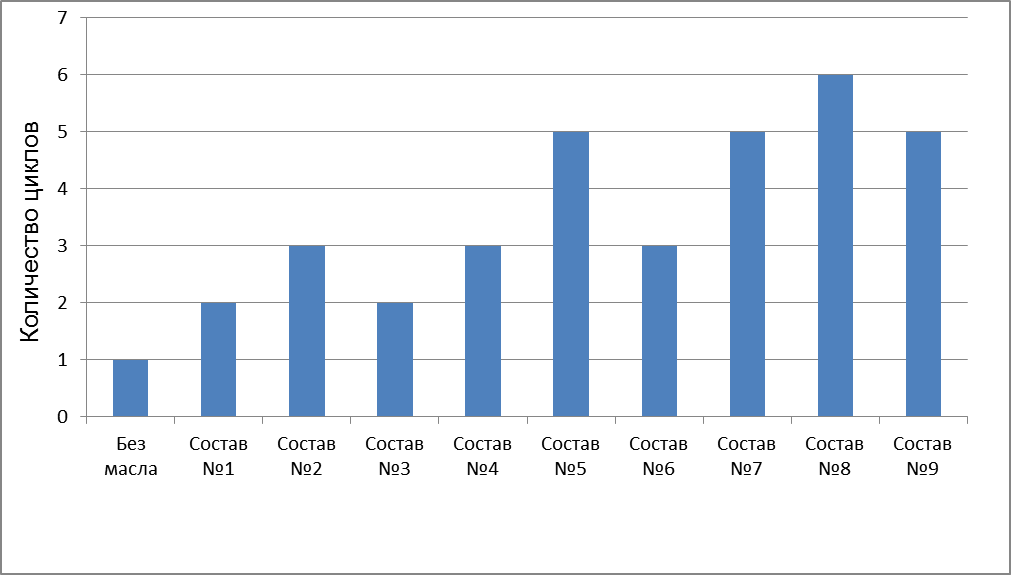 7
6
5
4
3
2
1
0
Количество циклов
Без масла
Состав №1
Состав №2
Состав №3
Состав №4
Состав №5
Состав №6
Состав №7
Состав №8
Состав №9